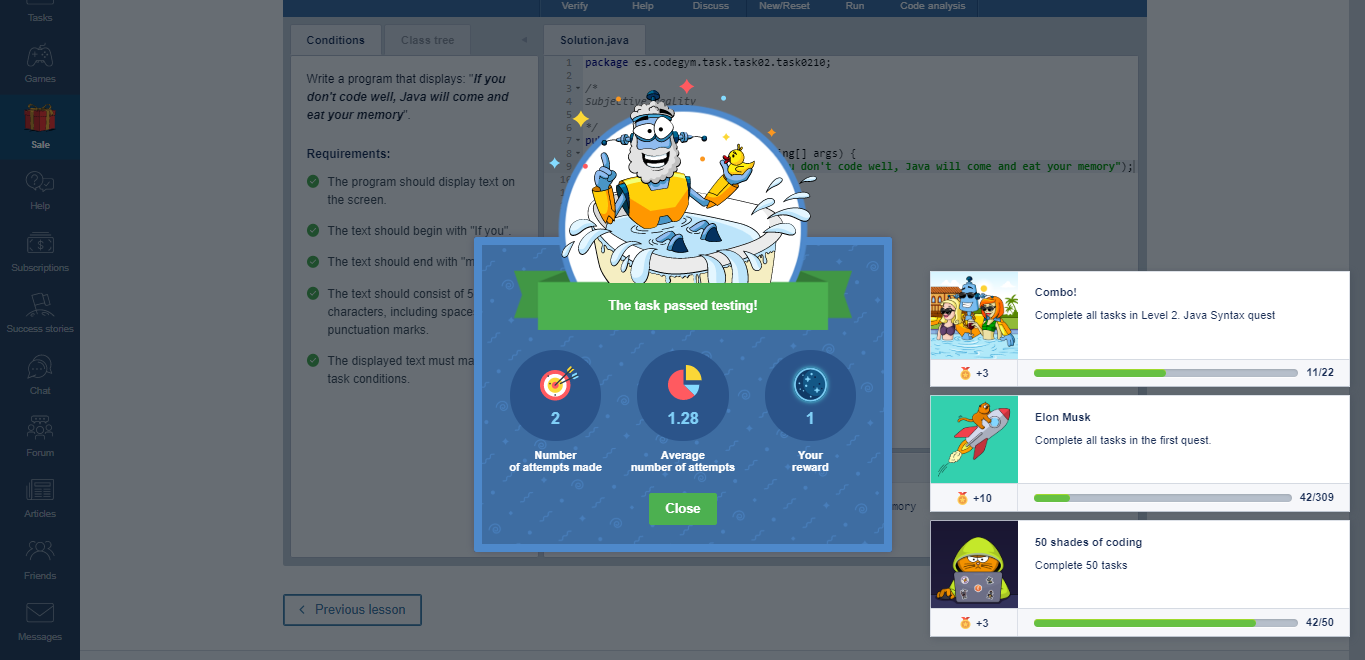 Tasks
Games
Sale
Help
Subscriptions
Success stories
Chat
Forum
Articles
Friends
Messages
Verify
Help
Discuss
New/Reset
Run
Code analysis
Conditions
Class tree
Write a program that displays: "If you
don't code well, Java will come and
eat your memory".
Requirements:
The program should display text on
the screen.
The text should begin with "If you".
The text should end with "m
The text should consist of 5
characters, including space
punctuation marks.
The displayed text must ma
task conditions.
Solution.java
1 package es.codegym.task.task02.task0210;
2
3 /*
4 Subjective reality
5
6 */
7 pu
8 ng[] args) {
9 u don't code well, Java will come and eat your memory");
10
mory
The task passed testing!
2
Number
of attempts made
1.28
Average
number of attempts
1
Your
reward
Close
Previous lesson
Combo!
Complete all tasks in Level 2. Java Syntax quest
+3
11/22
Elon Musk
Complete all tasks in the first quest.
+10
42/309
50 shades of coding
Complete 50 tasks
+3
42/50